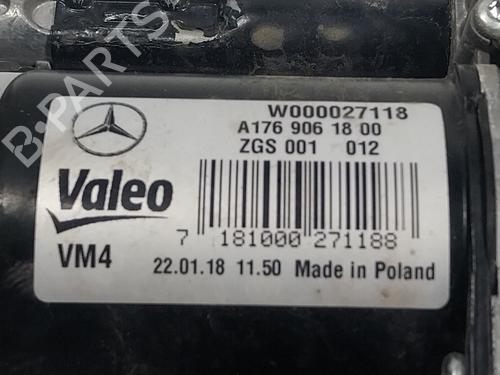 W000027118
A176 906 18 00
ZGS 001 012
Valeo
7 181000 271188
VM4
22.01.18 11.50 Made in Poland
B-PARTS